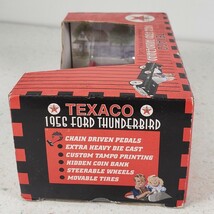 TEXACO
1956 FORD THUNDERBIRD
CHAIN DRIVEN PEDALS
EXTRA HEAVY DIE CAST
CUSTOM TAMPO PRINTING
HIDDEN COIN BANK
STEERABLE WHEELS
MOVABLE TIRES